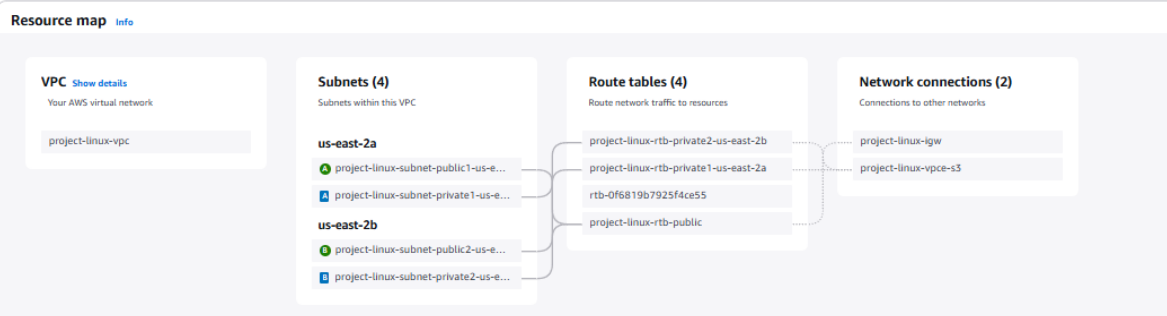 Resource map Info
VPC Show details
Your AWS virtual network
project-linux-vpc
Subnets (4)
Subnets within this VPC
us-east-2a
A project-linux-subnet-public1-us-e...
A project-linux-subnet-private1-us-e...
us-east-2b
B project-linux-subnet-public2-us-e...
B project-linux-subnet-private2-us-e...
Route tables (4)
Route network traffic to resources
project-linux-rtb-private2-us-east-2b
project-linux-rtb-private1-us-east-2a
rtb-0f6819b7925f4ce55
project-linux-rtb-public
Network connections (2)
Connections to other networks
project-linux-igw
project-linux-vpce-s3